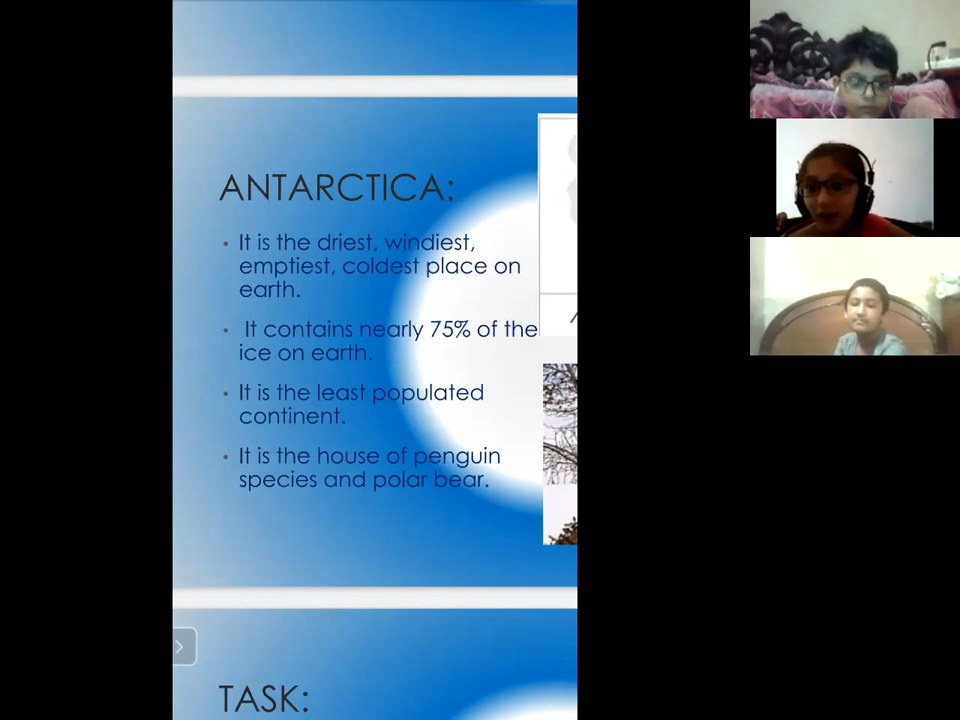 ANTARCTICA:
• It is the driest, windiest,
emptiest, coldest place on
earth.
• It contains nearly 75% of the
ice on earth.
• It is the least populated
continent.
• It is the house of penguin
species and polar bear.
TASK: